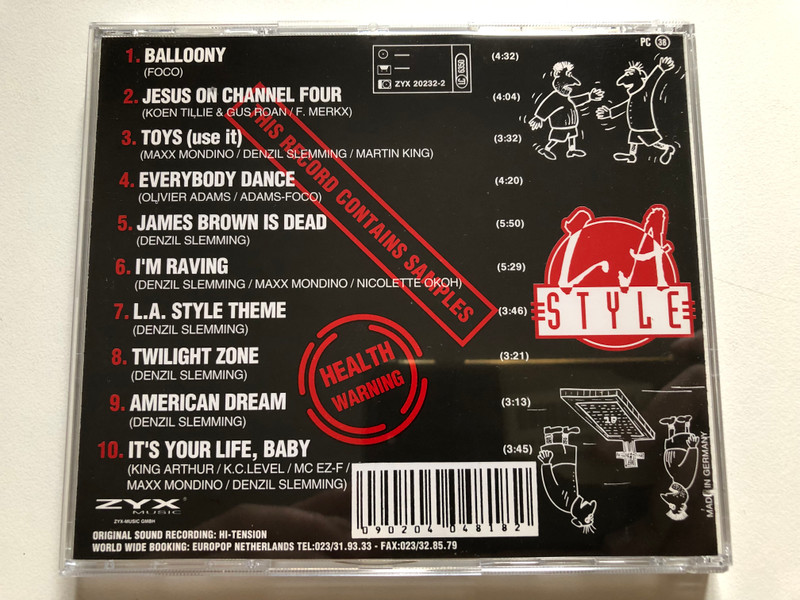 1. BALLOONY (4:32)
(FOCO)
2. JESUS ON CHANNEL FOUR (4:04)
(KOEN TILLIE & GUS ROAN / F. MERKX)
3. TOYS (use it) (3:32)
(MAXX MONDINO / DENZIL SLEMMING / MARTIN KING)
4. EVERYBODY DANCE (4:20)
(OLIVIER ADAMS / ADAMS-FOCO)
5. JAMES BROWN IS DEAD (5:50)
(DENZIL SLEMMING)
6. I'M RAVING (5:29)
(DENZIL SLEMMING / MAXX MONDINO / NICOLETTE OKOH)
7. L.A. STYLE THEME (3:46)
(DENZIL SLEMMING)
8. TWILIGHT ZONE (3:21)
(DENZIL SLEMMING)
9. AMERICAN DREAM (3:13)
(DENZIL SLEMMING)
10. IT'S YOUR LIFE, BABY (3:45)
(KING ARTHUR / K.C.LEVEL / MC EZ-F /
MAXX MONDINO / DENZIL SLEMMING)
ZYX 20232-2
LC 6350
PC 38
THIS RECORD CONTAINS SAMPLES
HEALTH
WARNING
L.A
STYLE
MADE IN GERMANY
ZYX
MUSIC
ZYX-MUSIC GMBH
0 90204 04818 2
ORIGINAL SOUND RECORDING: HI-TENSION
WORLD WIDE BOOKING: EUROPOP NETHERLANDS TEL:023/31.93.33 - FAX:023/32.85.79